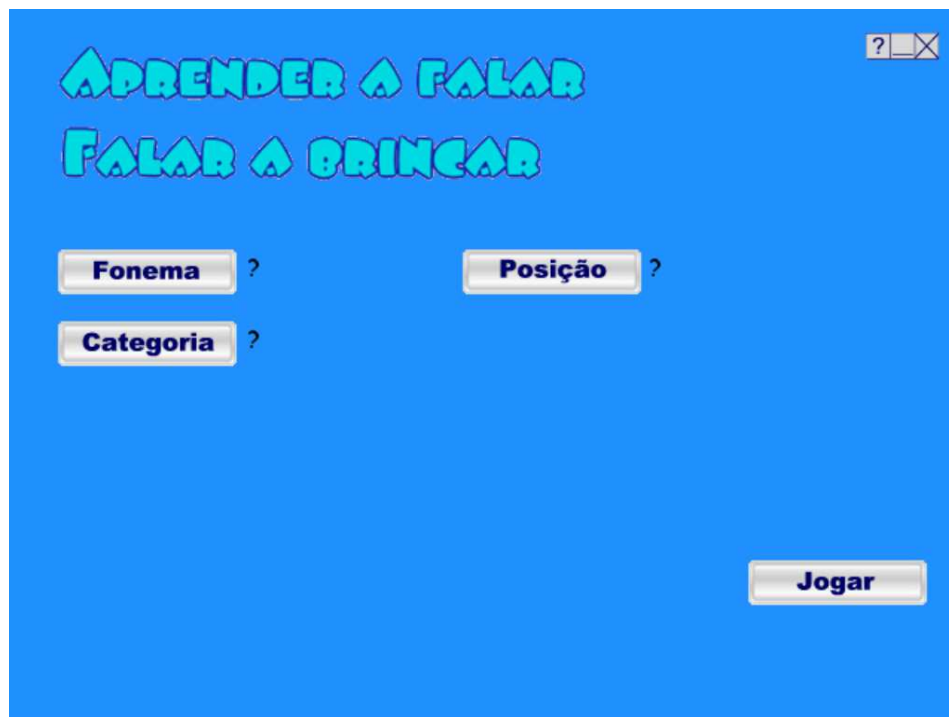 ?
Aprender a falar
Falar a brincar
Fonema ? Posição ?
Categoria ?
Jogar